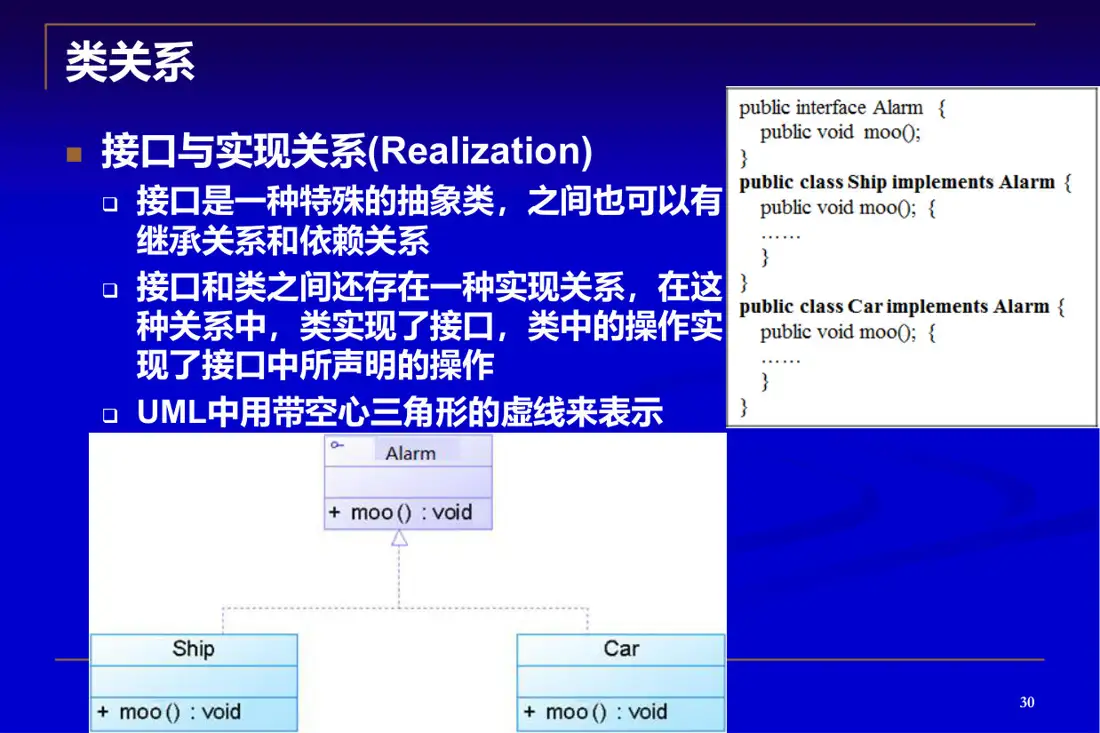 类关系
接口与实现关系(Realization)
接口是一种特殊的抽象类，之间也可以有
继承关系和依赖关系
接口和类之间还存在一种实现关系，在这
种关系中，类实现了接口，类中的操作实
现了接口中所声明的操作
UML中用带空心三角形的虚线来表示
public interface Alarm {
public void moo();
}
public class Ship implements Alarm {
public void moo(); {
……
}
}
public class Car implements Alarm {
public void moo(); {
……
}
}
Alarm
+ moo() : void
Ship
+ moo() : void
Car
+ moo() : void
30